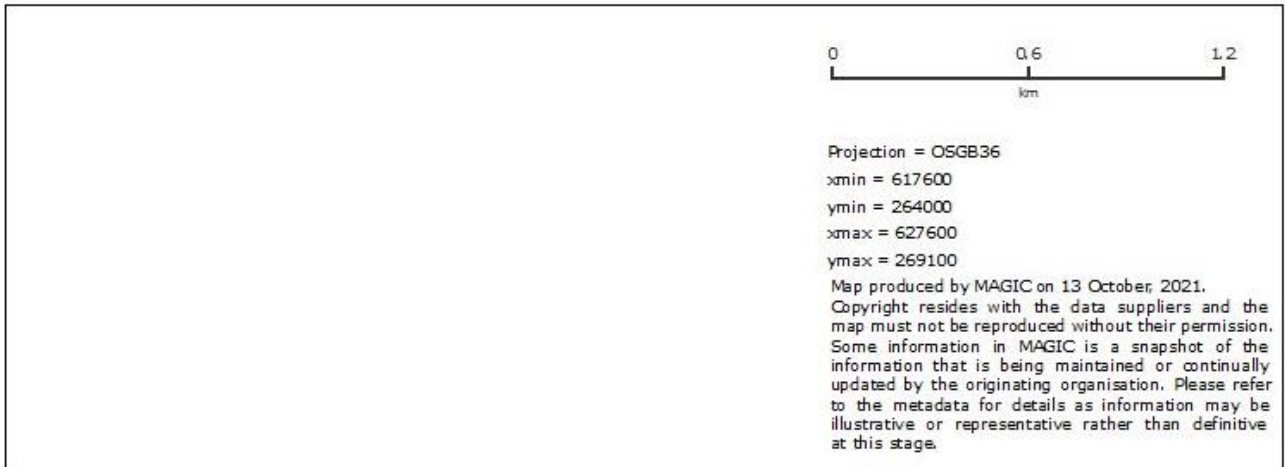 0 0.6 1.2
km
Projection = OSGB36
xmin = 617600
ymin = 264000
xmax = 627600
ymax = 269100
Map produced by MAGIC on 13 October, 2021.
Copyright resides with the data suppliers and the
map must not be reproduced without their permission.
Some information in MAGIC is a snapshot of the
information that is being maintained or continually
updated by the originating organisation. Please refer
to the metadata for details as information may be
illustrative or representative rather than definitive
at this stage.